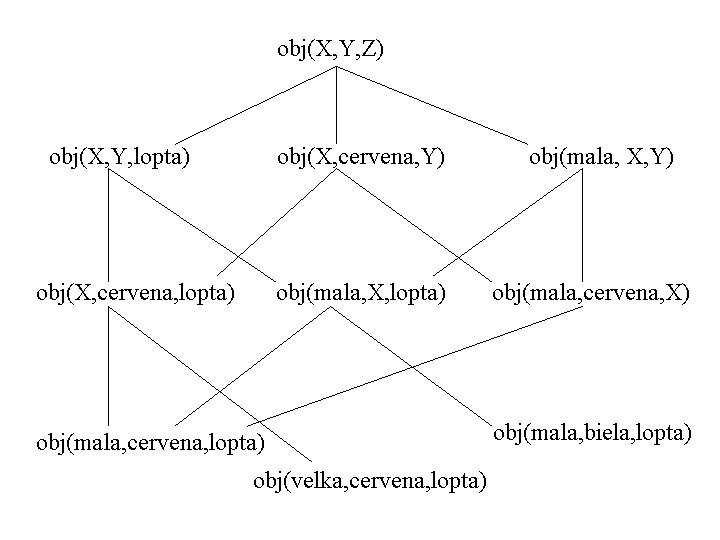 obj(X,Y,Z)
obj(X,Y,lopta)
obj(X,cervena,Y)
obj(mala, X,Y)
obj(X,cervena,lopta)
obj(mala,X,lopta)
obj(mala,cervena,X)
obj(mala,cervena,lopta)
obj(mala,biela,lopta)
obj(velka,cervena,lopta)